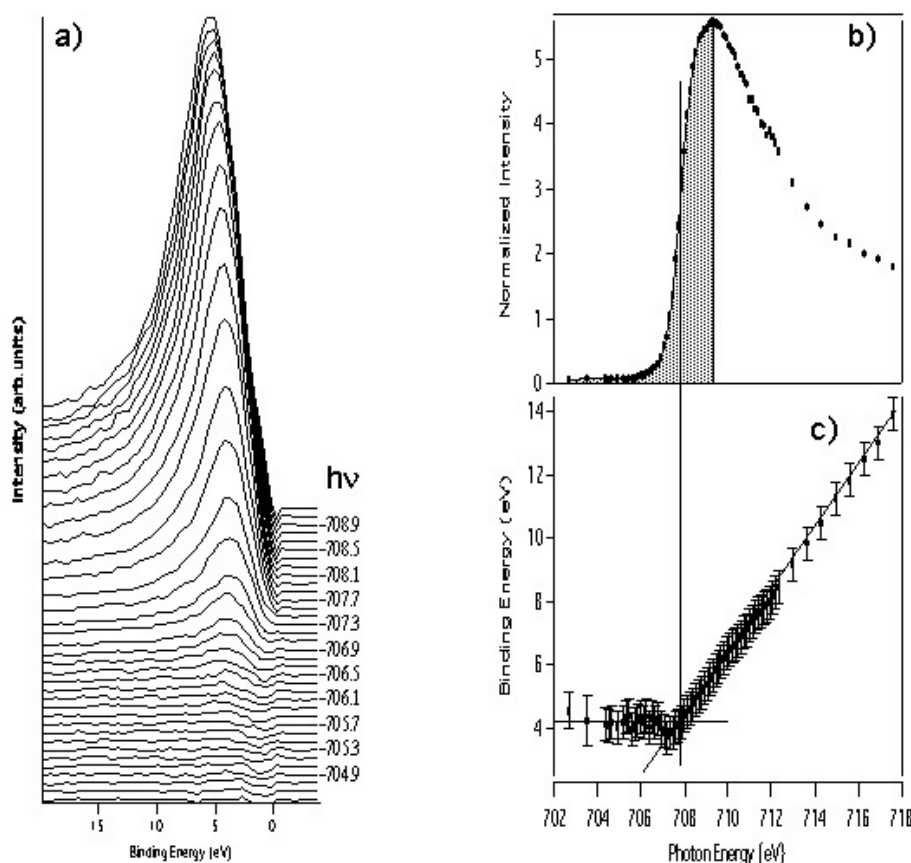 a)
Intensity (arb. units)
hν
708.9
708.5
708.1
707.7
707.3
706.9
706.5
706.1
705.7
705.3
704.9
15 10 5 0
Binding Energy (eV)
b)
Normalized Intensity
5
4
3
2
1
0
c)
Binding Energy (eV)
14
12
10
8
6
4
702 704 706 708 710 712 714 716 718
Photon Energy (eV)